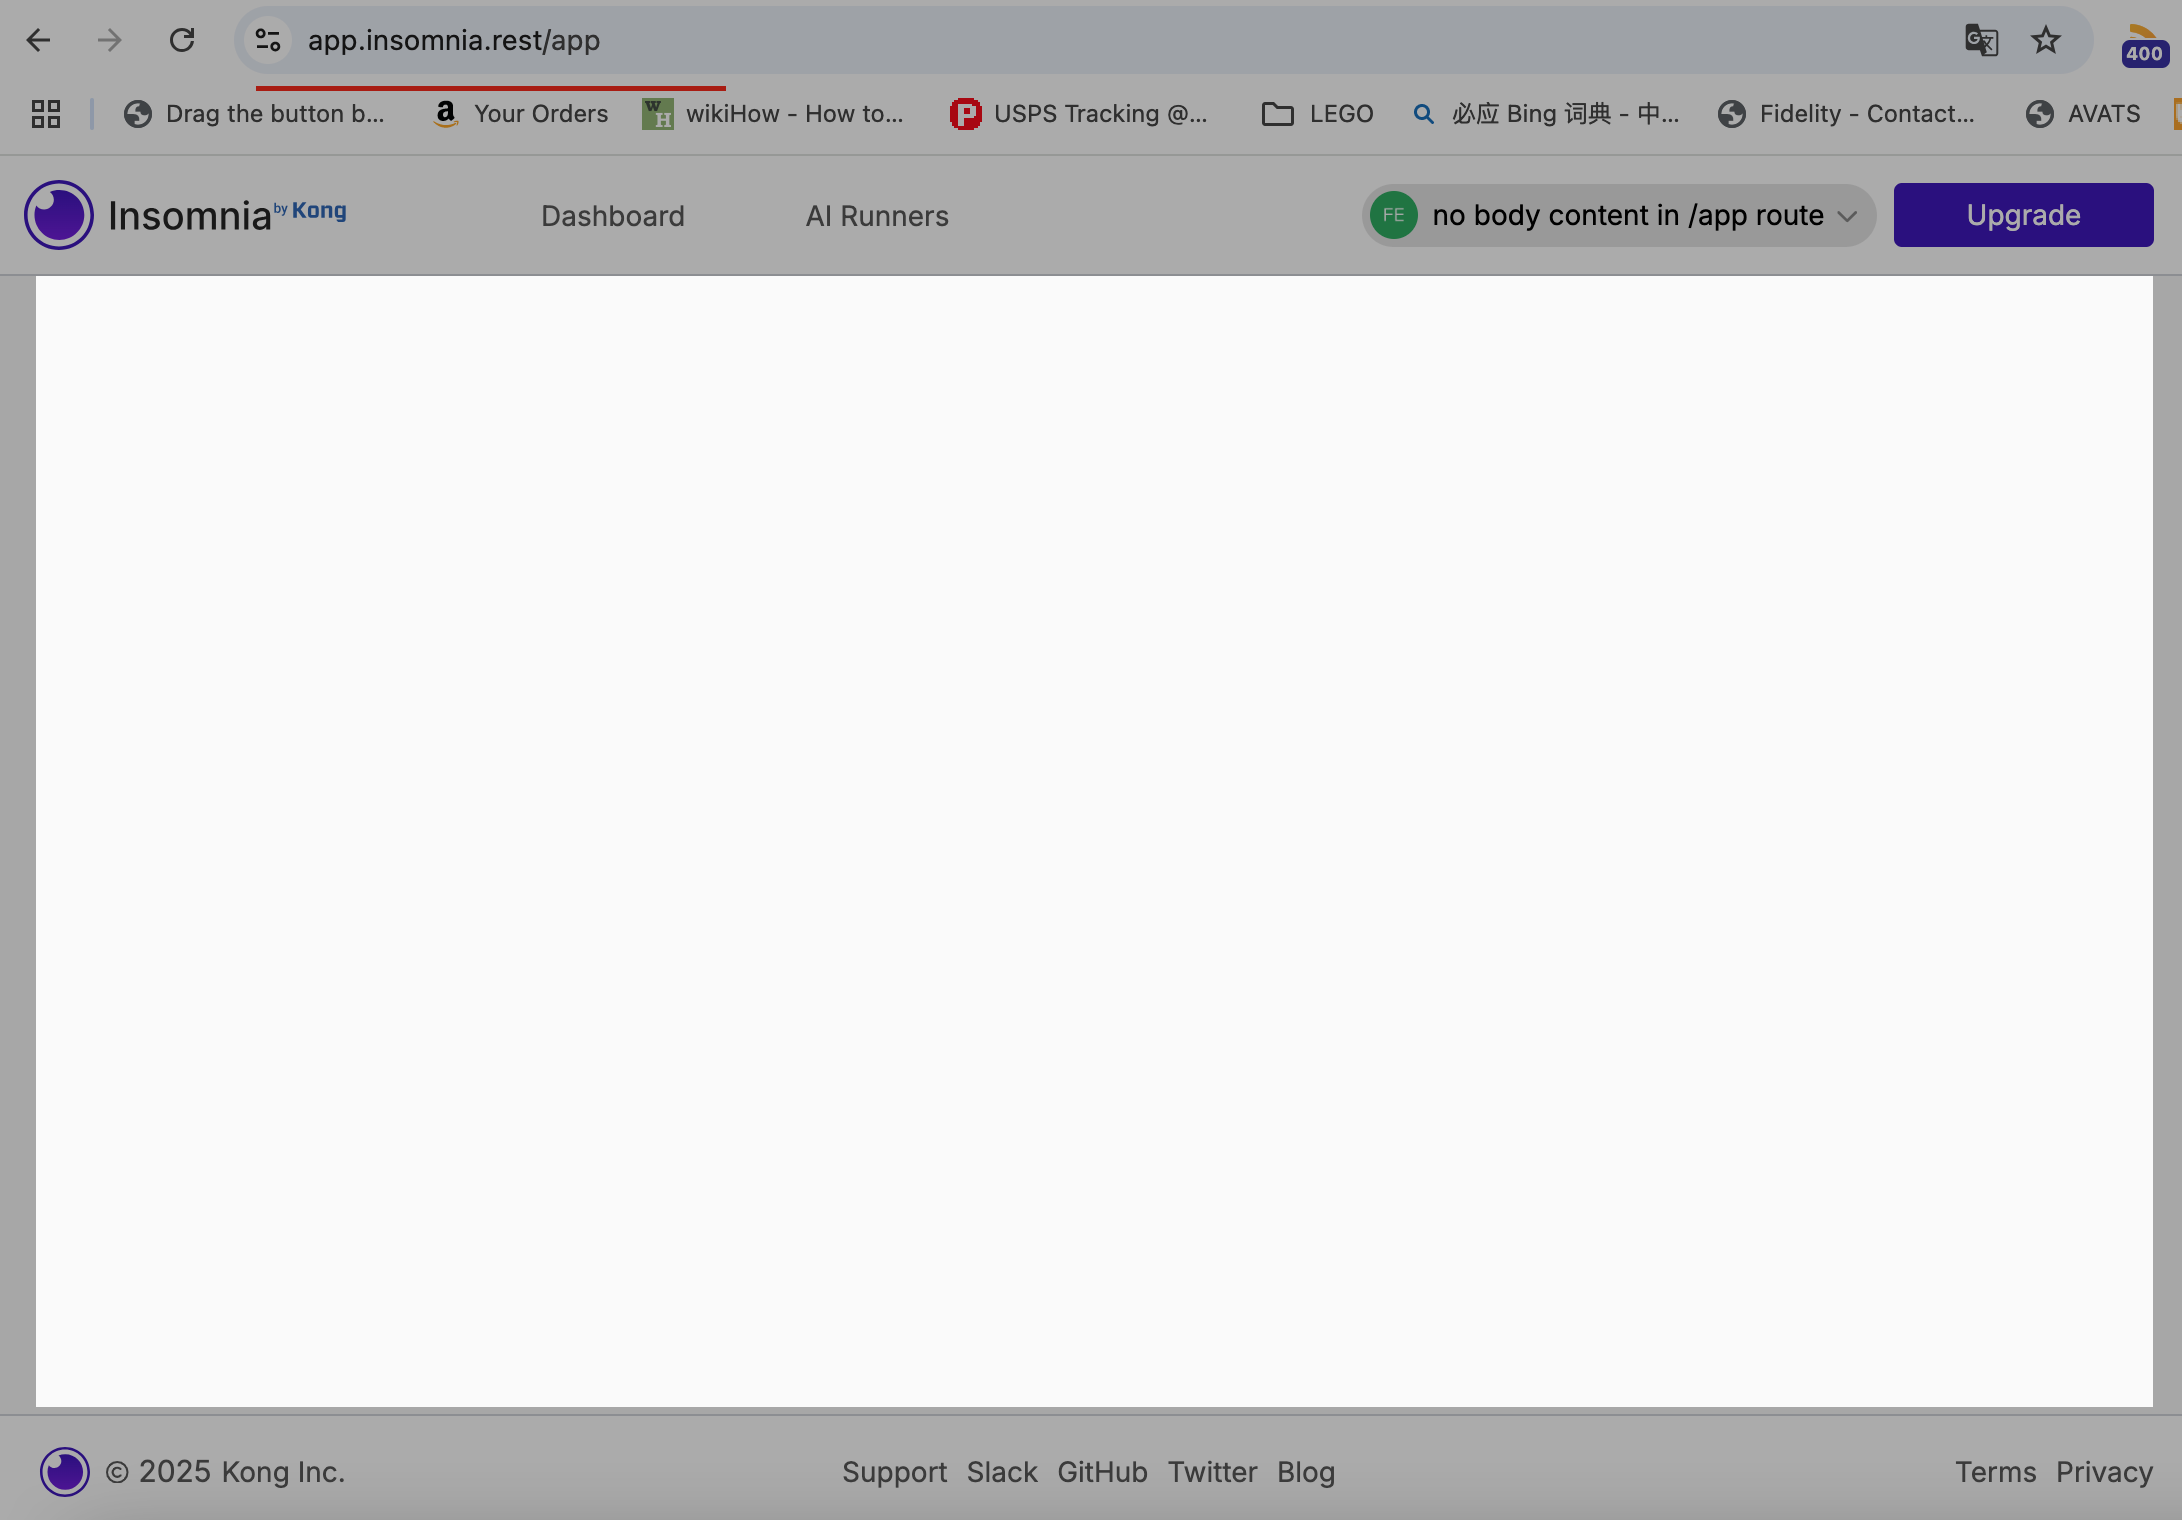 app.insomnia.rest/app
400
Drag the button b...
Your Orders
wikiHow - How to...
USPS Tracking @...
LEGO
必应 Bing 词典 - 中...
Fidelity - Contact...
AVATS
Insomnia by Kong
Dashboard
AI Runners
FE
no body content in /app route
Upgrade
© 2025 Kong Inc.
Support Slack GitHub Twitter Blog
Terms Privacy